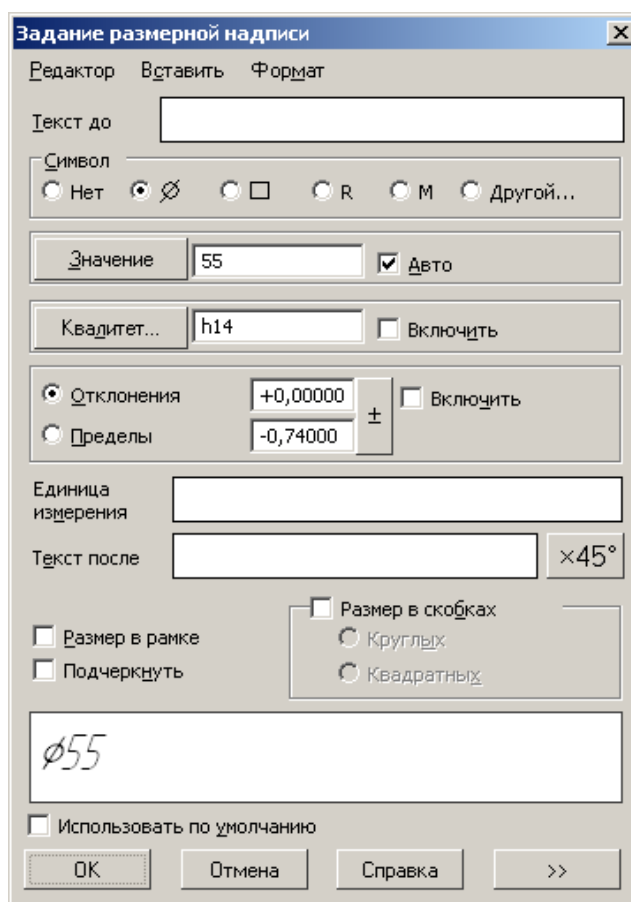 Задание размерной надписи
Редактор Вставить Формат
Текст до
Символ
Нет Ø □ R M Другой...
Значение 55 Авто
Квалитет... h14 Включить
Отклонения +0,00000 ± Включить
Пределы -0,74000
Единица
измерения
Текст после ×45°
Размер в скобках
Размер в рамке Круглых
Подчеркнуть Квадратных
Ø55
Использовать по умолчанию
OK Отмена Справка >>